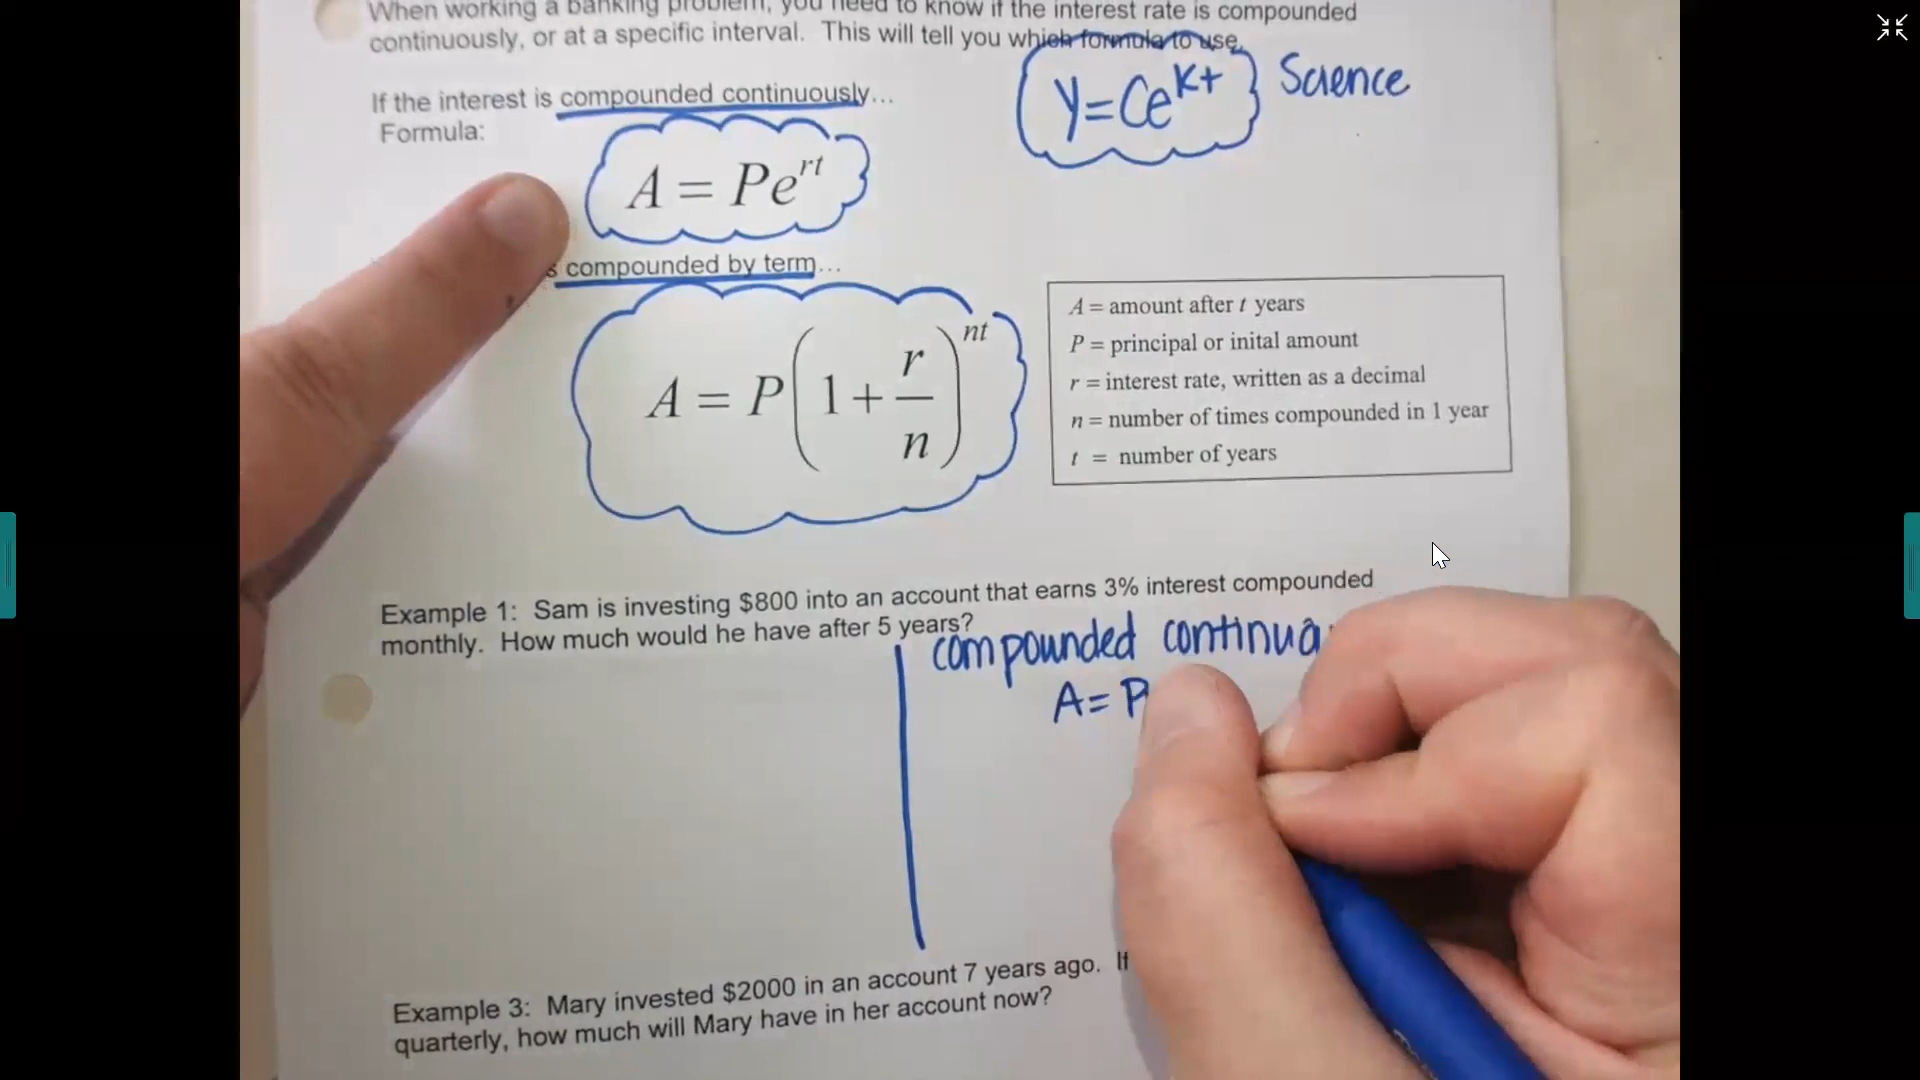 When working a banking problem, you need to know if the interest rate is compounded
continuously, or at a specific interval. This will tell you which formula to use.
y=Ce^{kt} Science
If the interest is compounded continuously...
Formula:
A = Pe^{rt}
s compounded by term...
A = P(1 + r/n)^{nt}
A = amount after t years
P = principal or inital amount
r = interest rate, written as a decimal
n = number of times compounded in 1 year
t = number of years
Example 1: Sam is investing $800 into an account that earns 3% interest compounded
monthly. How much would he have after 5 years?
compounded continua
A = P
Example 3: Mary invested $2000 in an account 7 years ago. If
quarterly, how much will Mary have in her account now?